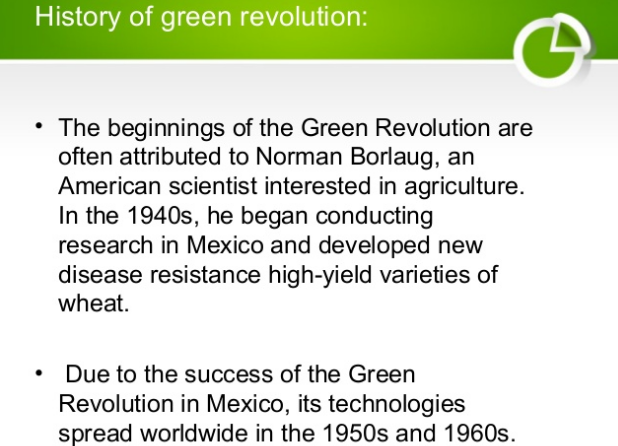 History of green revolution:
• The beginnings of the Green Revolution are
often attributed to Norman Borlaug, an
American scientist interested in agriculture.
In the 1940s, he began conducting
research in Mexico and developed new
disease resistance high-yield varieties of
wheat.
• Due to the success of the Green
Revolution in Mexico, its technologies
spread worldwide in the 1950s and 1960s.